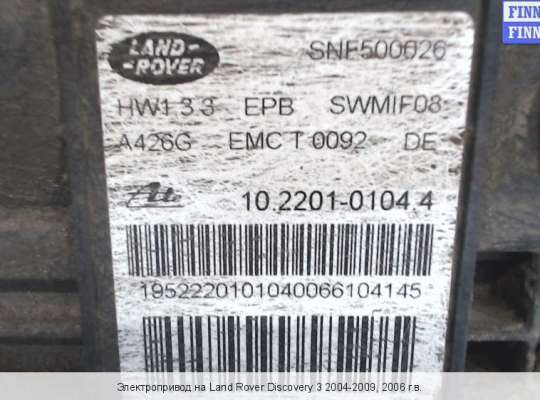 FINN
FINN
LAND-
-ROVER
SNF500026
HW1 3.3 EPB SWMIF08
A426G EMC T 0092 DE
Ate 10.2201-0104.4
1952220101040066104145
Электропривод на Land Rover Discovery 3 2004-2009, 2006 г.в.